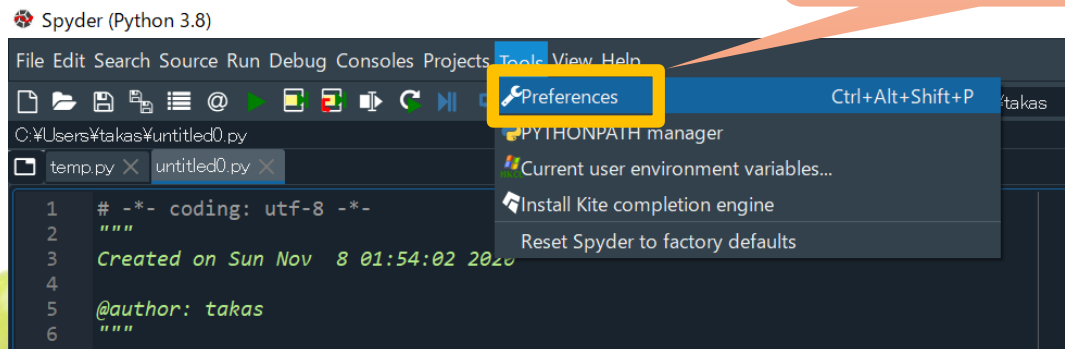 Spyder (Python 3.8)
File Edit Search Source Run Debug Consoles Projects Tools View Help
Preferences Ctrl+Alt+Shift+P
¥takas
C:¥Users¥takas¥untitled0.py
PYTHONPATH manager
temp.py untitled0.py
Current user environment variables...
Install Kite completion engine
Reset Spyder to factory defaults
1 # -*- coding: utf-8 -*-
2 """
3 Created on Sun Nov 8 01:54:02 2020
4
5 @author: takas
6 """